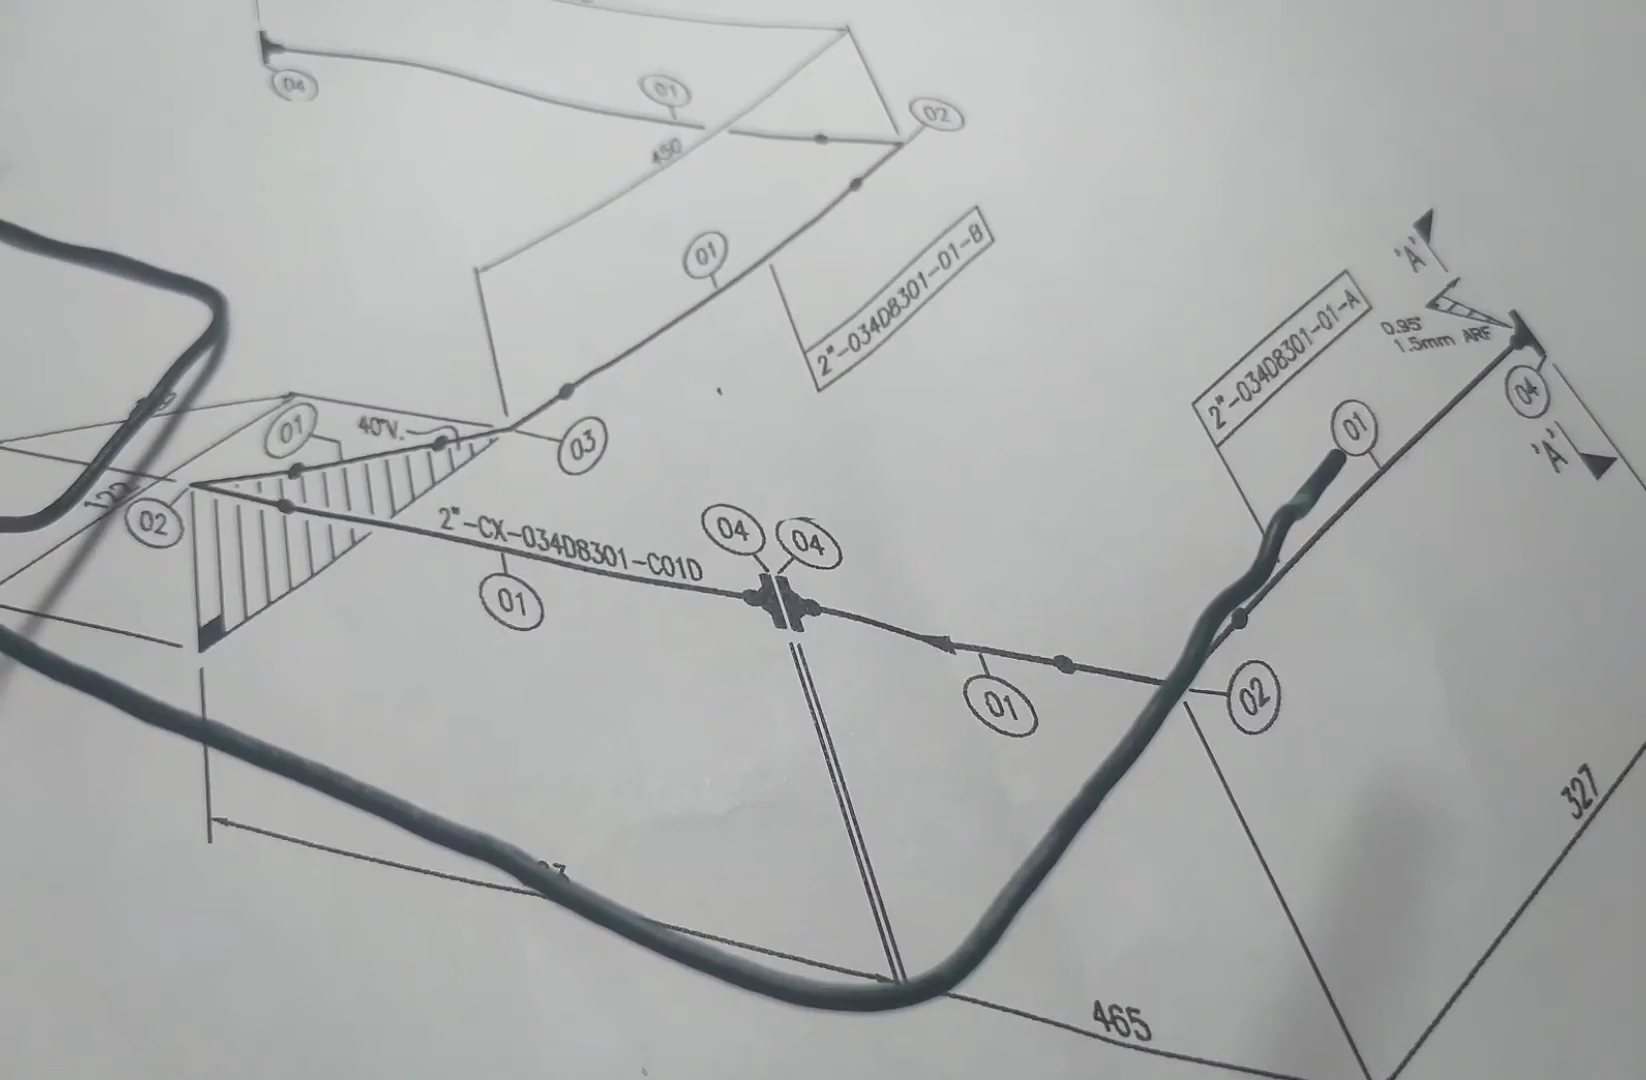 04
01
02
450
01
2"-034D8301-01-B
'A'
0.95°
1.5mm ARF
2"-034D8301-01-A
04
01
'A'
01
40°V.
03
122
02
2"-CX-034D8301-C01D
04
04
01
01
02
327
465